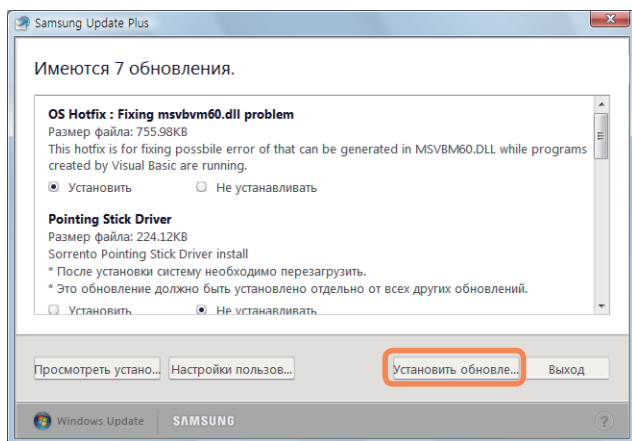 Samsung Update Plus
Имеются 7 обновления.
OS Hotfix : Fixing msvbvm60.dll problem
Размер файла: 755.98KB
This hotfix is for fixing possbile error of that can be generated in MSVBM60.DLL while programs
created by Visual Basic are running.
Установить Не устанавливать
Pointing Stick Driver
Размер файла: 224.12KB
Sorrento Pointing Stick Driver install
* После установки систему необходимо перезагрузить.
* Это обновление должно быть установлено отдельно от всех других обновлений.
Установить Не устанавливать
Просмотреть устано... Настройки пользов... Установить обновле... Выход
Windows Update SAMSUNG ?